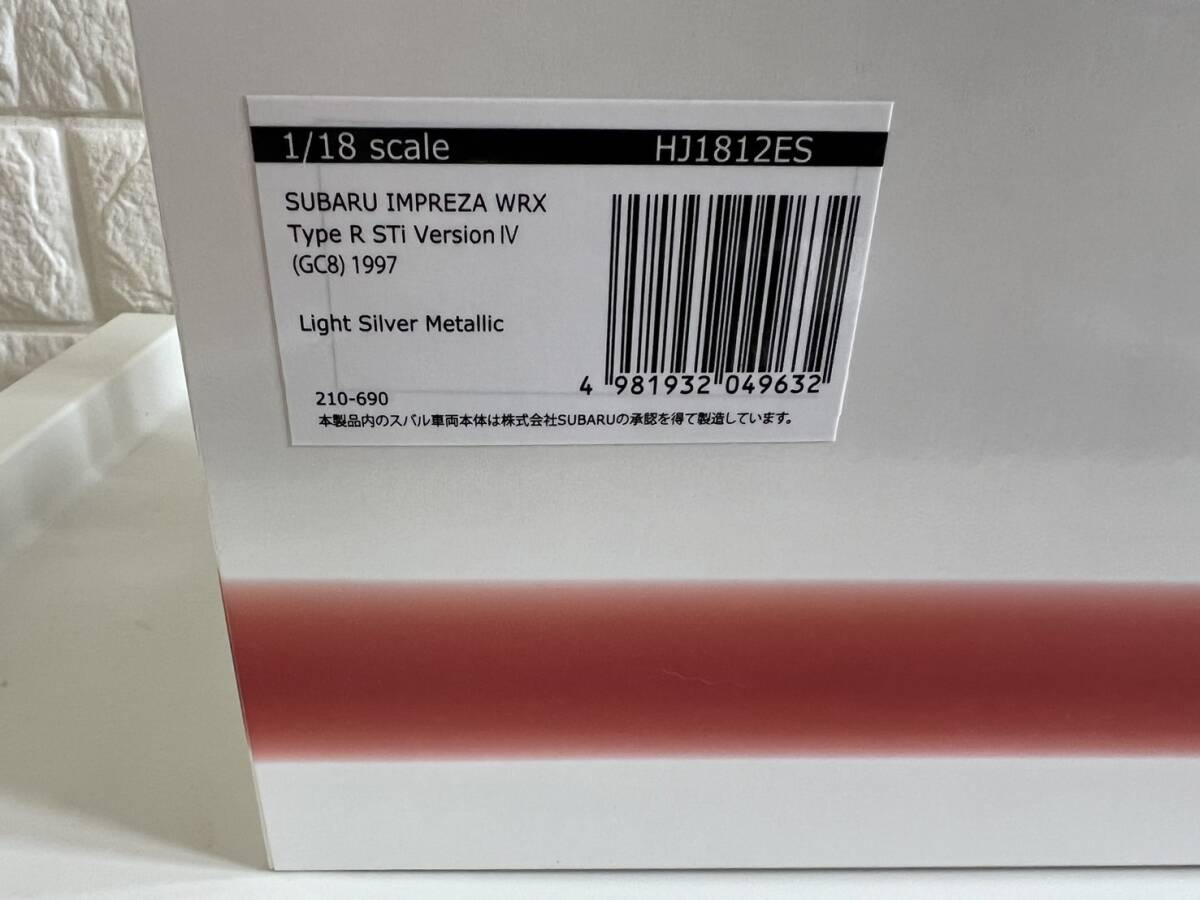 1/18 scale HJ1812ES
SUBARU IMPREZA WRX
Type R STi Version Ⅳ
(GC8) 1997
Light Silver Metallic
4 981932 049632
210-690
本製品内のスバル車両本体は株式会社SUBARUの承認を得て製造しています。